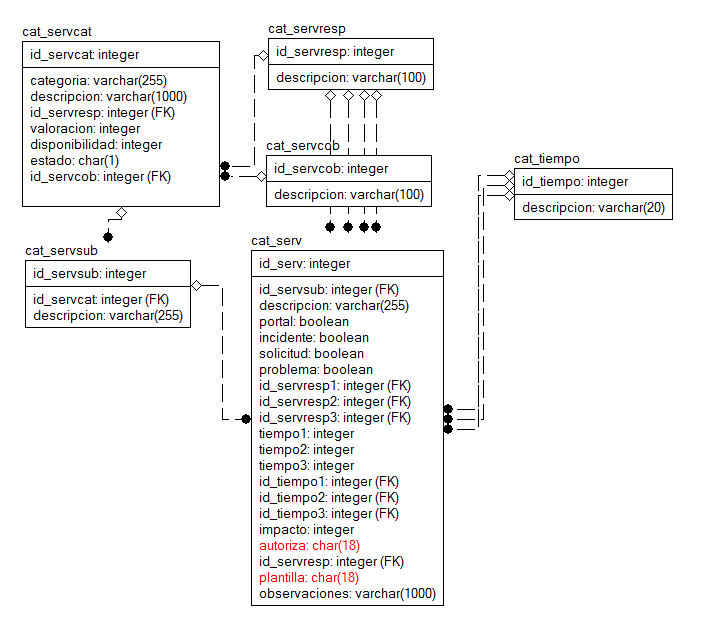 cat_servcat
id_servcat: integer
categoria: varchar(255)
descripcion: varchar(1000)
id_servresp: integer (FK)
valoracion: integer
disponibilidad: integer
estado: char(1)
id_servcob: integer (FK)
cat_servresp
id_servresp: integer
descripcion: varchar(100)
cat_servcob
id_servcob: integer
descripcion: varchar(100)
cat_tiempo
id_tiempo: integer
descripcion: varchar(20)
cat_servsub
id_servsub: integer
id_servcat: integer (FK)
descripcion: varchar(255)
cat_serv
id_serv: integer
id_servsub: integer (FK)
descripcion: varchar(255)
portal: boolean
incidente: boolean
solicitud: boolean
problema: boolean
id_servresp1: integer (FK)
id_servresp2: integer (FK)
id_servresp3: integer (FK)
tiempo1: integer
tiempo2: integer
tiempo3: integer
id_tiempo1: integer (FK)
id_tiempo2: integer (FK)
id_tiempo3: integer (FK)
impacto: integer
autoriza: char(18)
id_servresp: integer (FK)
plantilla: char(18)
observaciones: varchar(1000)